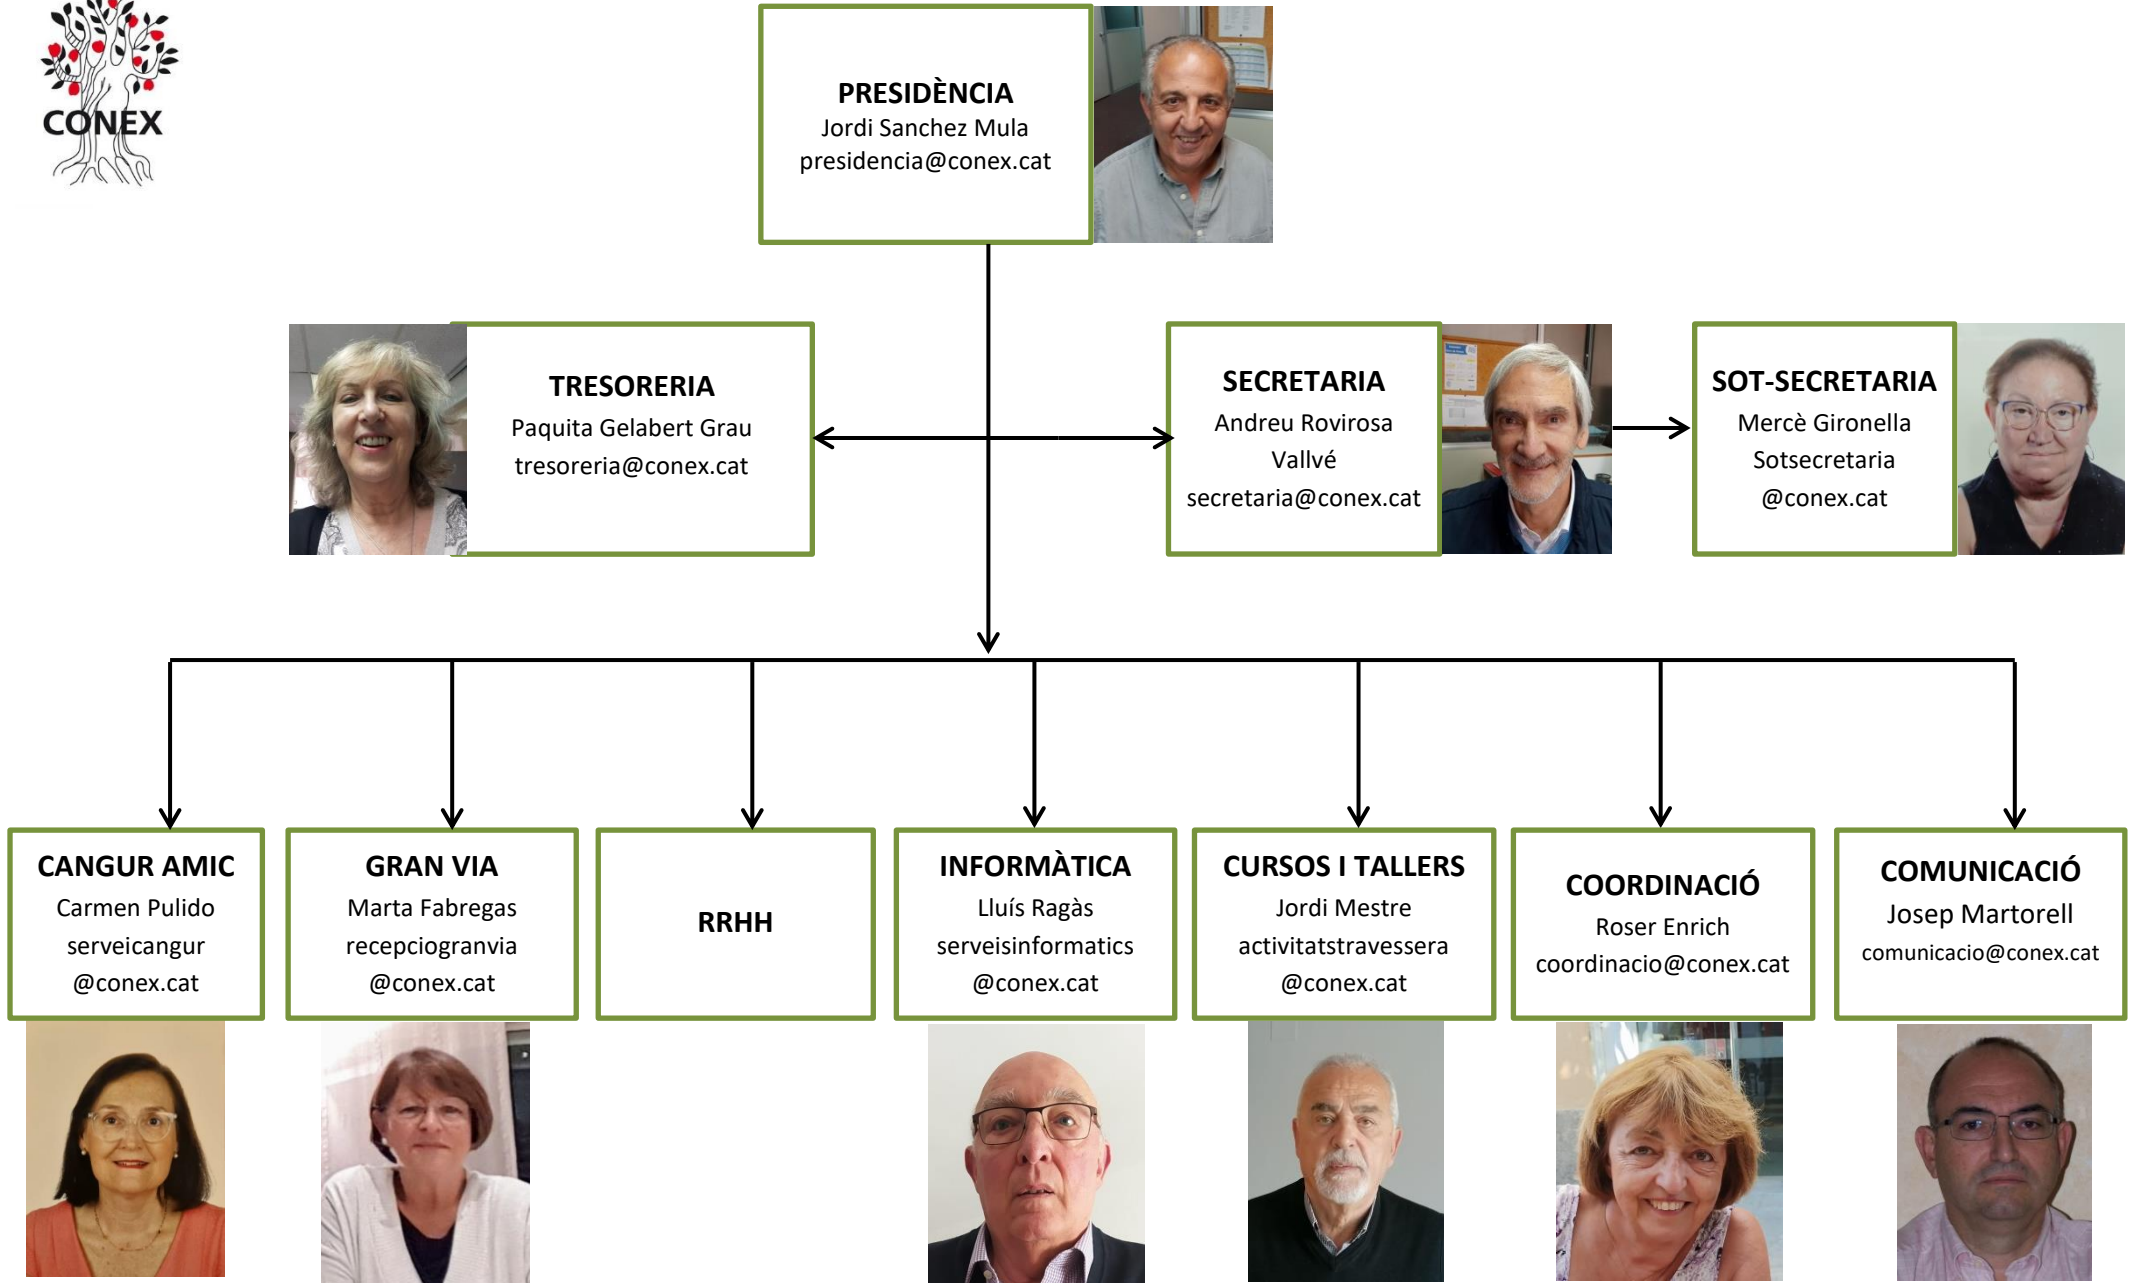 CONEX
PRESIDÈNCIA
Jordi Sanchez Mula
presidencia@conex.cat
TRESORERIA
Paquita Gelabert Grau
tresoreria@conex.cat
SECRETARIA
Andreu Rovirosa
Vallvé
secretaria@conex.cat
SOT-SECRETARIA
Mercè Gironella
Sotsecretaria
@conex.cat
CANGUR AMIC
Carmen Pulido
serveicangur
@conex.cat
GRAN VIA
Marta Fabregas
recepciogranvia
@conex.cat
RRHH
INFORMÀTICA
Lluís Ragàs
serveisinformatics
@conex.cat
CURSOS I TALLERS
Jordi Mestre
activitatstravessera
@conex.cat
COORDINACIÓ
Roser Enrich
coordinacio@conex.cat
COMUNICACIÓ
Josep Martorell
comunicacio@conex.cat